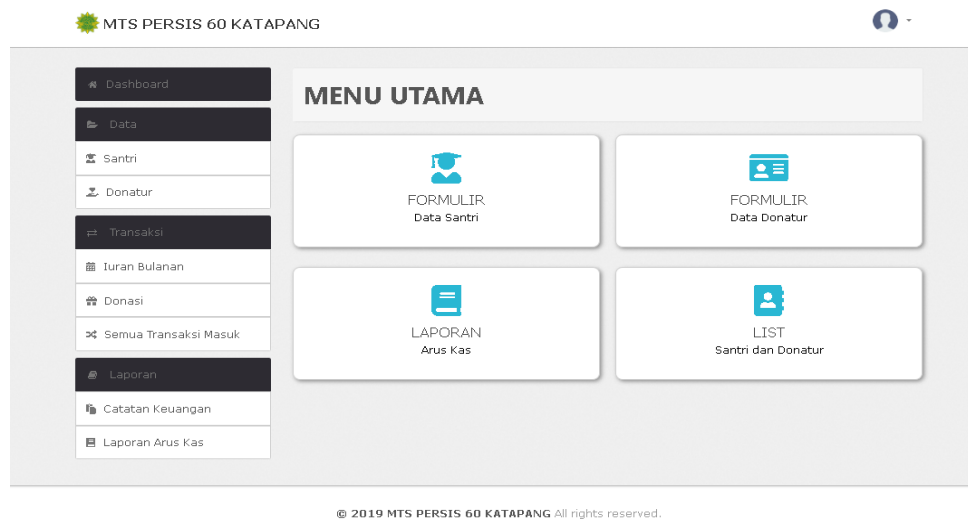 MTS PERSIS 60 KATAPANG
Dashboard
Data
Santri
Donatur
Transaksi
Iuran Bulanan
Donasi
Semua Transaksi Masuk
Laporan
Catatan Keuangan
Laporan Arus Kas
MENU UTAMA
FORMULIR
Data Santri
FORMULIR
Data Donatur
LAPORAN
Arus Kas
LIST
Santri dan Donatur
© 2019 MTS PERSIS 60 KATAPANG All rights reserved.